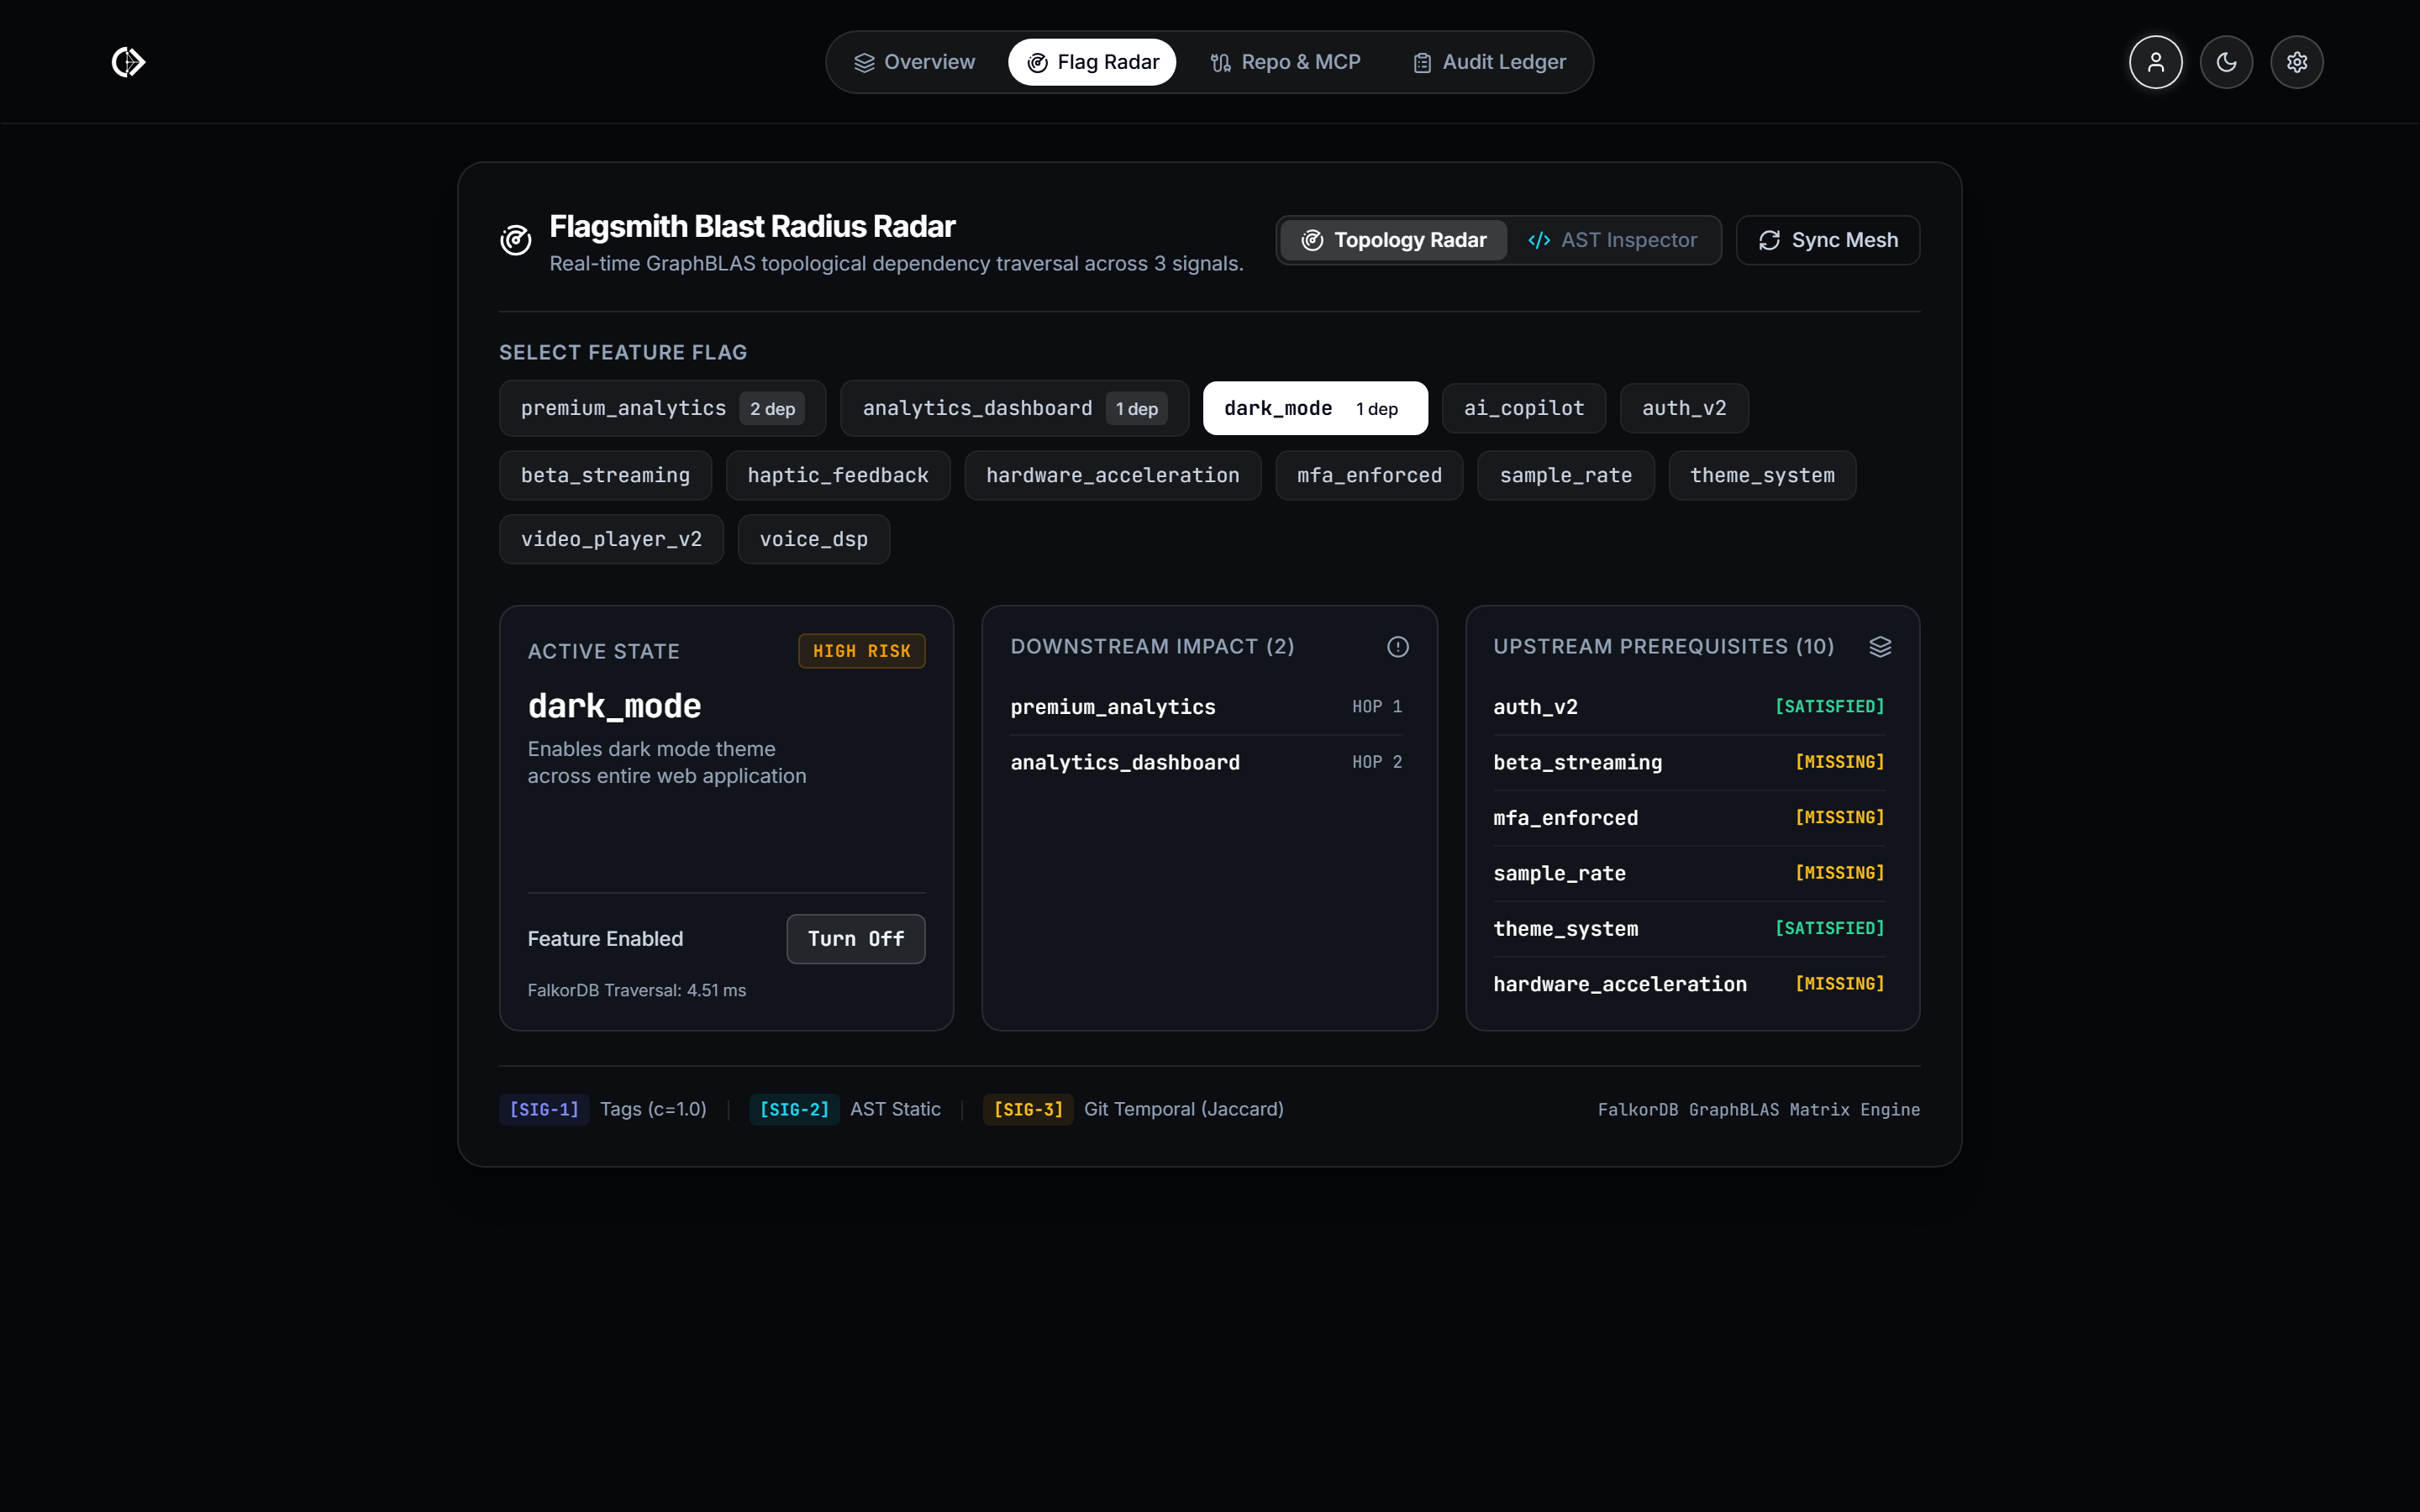 Overview
Flag Radar
Repo & MCP
Audit Ledger
Flagsmith Blast Radius Radar
Real-time GraphBLAS topological dependency traversal across 3 signals.
Topology Radar
AST Inspector
Sync Mesh
SELECT FEATURE FLAG
premium_analytics 2 dep
analytics_dashboard 1 dep
dark_mode 1 dep
ai_copilot
auth_v2
beta_streaming
haptic_feedback
hardware_acceleration
mfa_enforced
sample_rate
theme_system
video_player_v2
voice_dsp
ACTIVE STATE
HIGH RISK
dark_mode
Enables dark mode theme
across entire web application
Feature Enabled
Turn Off
FalkorDB Traversal: 4.51 ms
DOWNSTREAM IMPACT (2)
premium_analytics HOP 1
analytics_dashboard HOP 2
UPSTREAM PREREQUISITES (10)
auth_v2 [SATISFIED]
beta_streaming [MISSING]
mfa_enforced [MISSING]
sample_rate [MISSING]
theme_system [SATISFIED]
hardware_acceleration [MISSING]
[SIG-1] Tags (c=1.0)
[SIG-2] AST Static
[SIG-3] Git Temporal (Jaccard)
FalkorDB GraphBLAS Matrix Engine